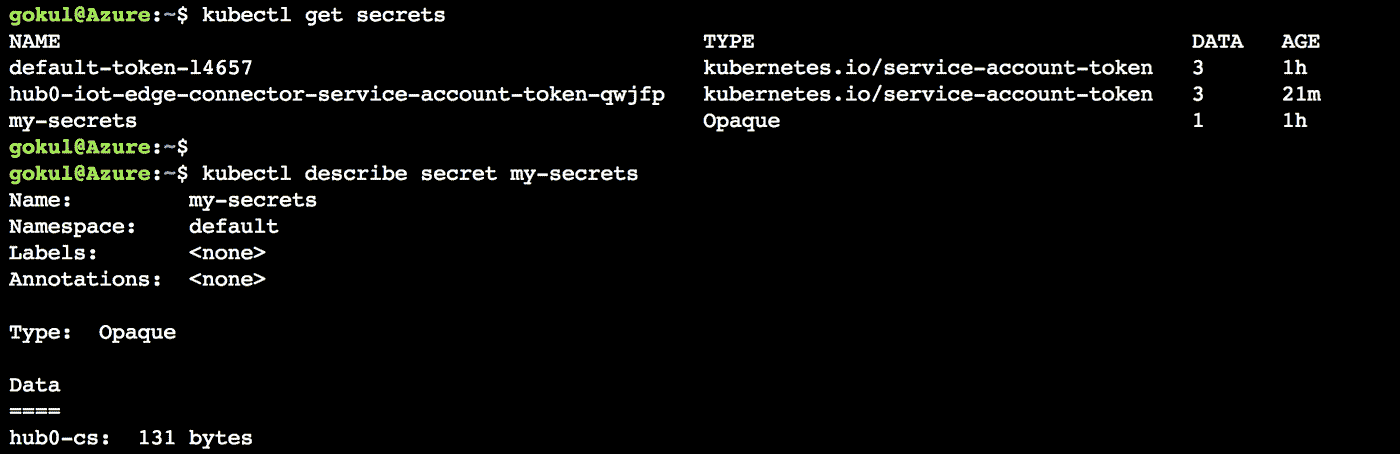 gokul@Azure:~$ kubectl get secrets
NAME TYPE DATA AGE
default-token-l4657 kubernetes.io/service-account-token 3 1h
hub0-iot-edge-connector-service-account-token-qwjfp kubernetes.io/service-account-token 3 21m
my-secrets Opaque 1 1h
gokul@Azure:~$
gokul@Azure:~$ kubectl describe secret my-secrets
Name: my-secrets
Namespace: default
Labels: <none>
Annotations: <none>
Type: Opaque
Data
====
hub0-cs: 131 bytes